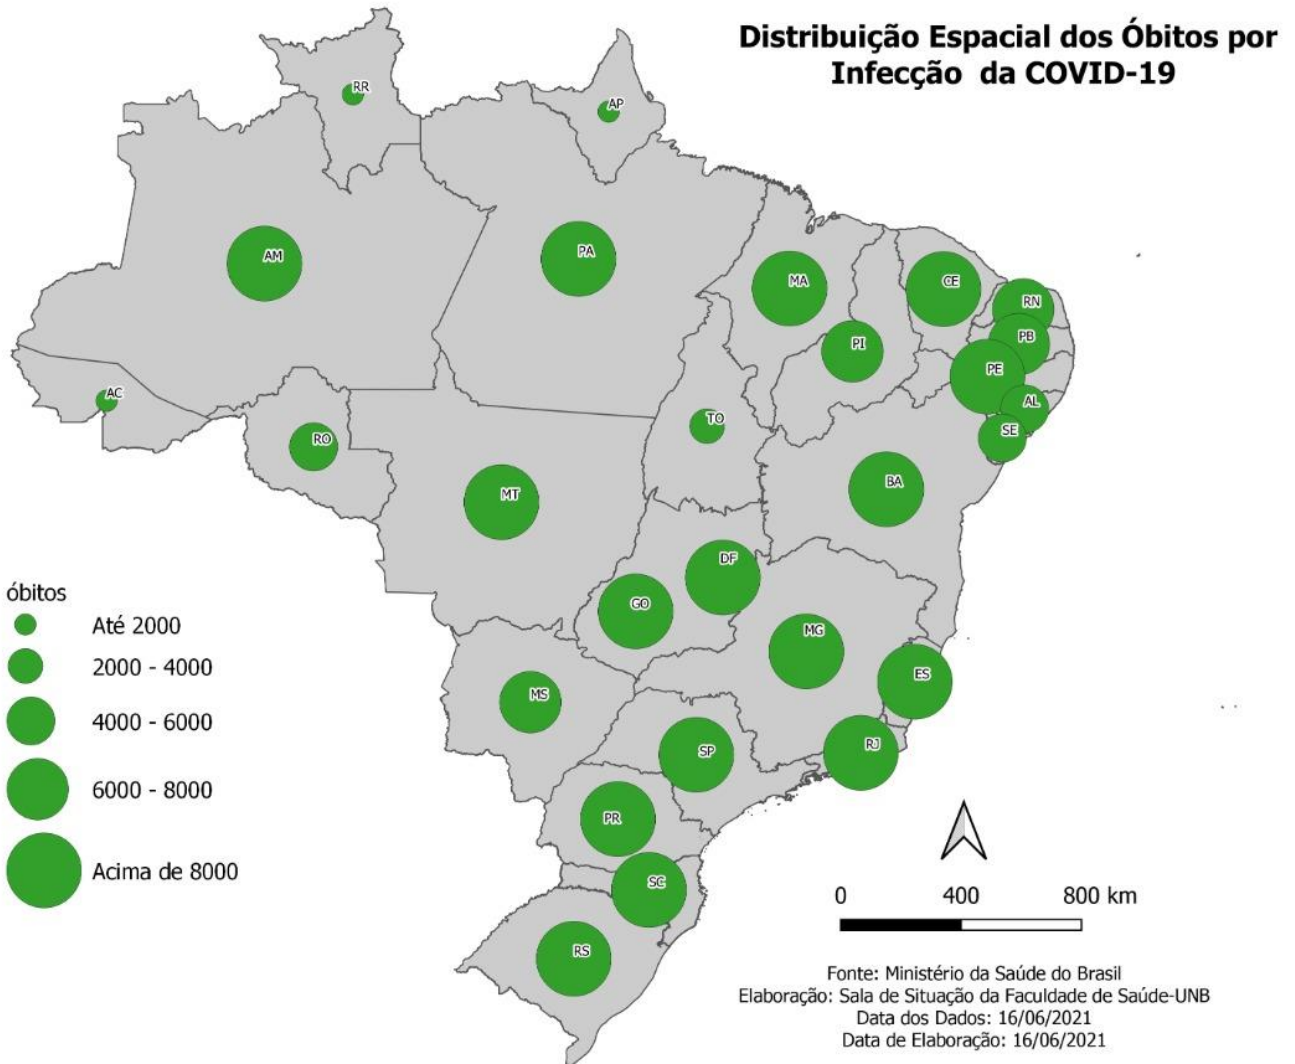 Distribuição Espacial dos Óbitos por
Infecção da COVID-19
RR
AP
AM
PA
MA
CE
RN
PI
PB
PE
AC
AL
TO
SE
RO
BA
MT
DF
GO
MG
ES
MS
RJ
SP
PR
SC
RS
óbitos
Até 2000
2000 - 4000
4000 - 6000
6000 - 8000
Acima de 8000
0 400 800 km
Fonte: Ministério da Saúde do Brasil
Elaboração: Sala de Situação da Faculdade de Saúde-UNB
Data dos Dados: 16/06/2021
Data de Elaboração: 16/06/2021